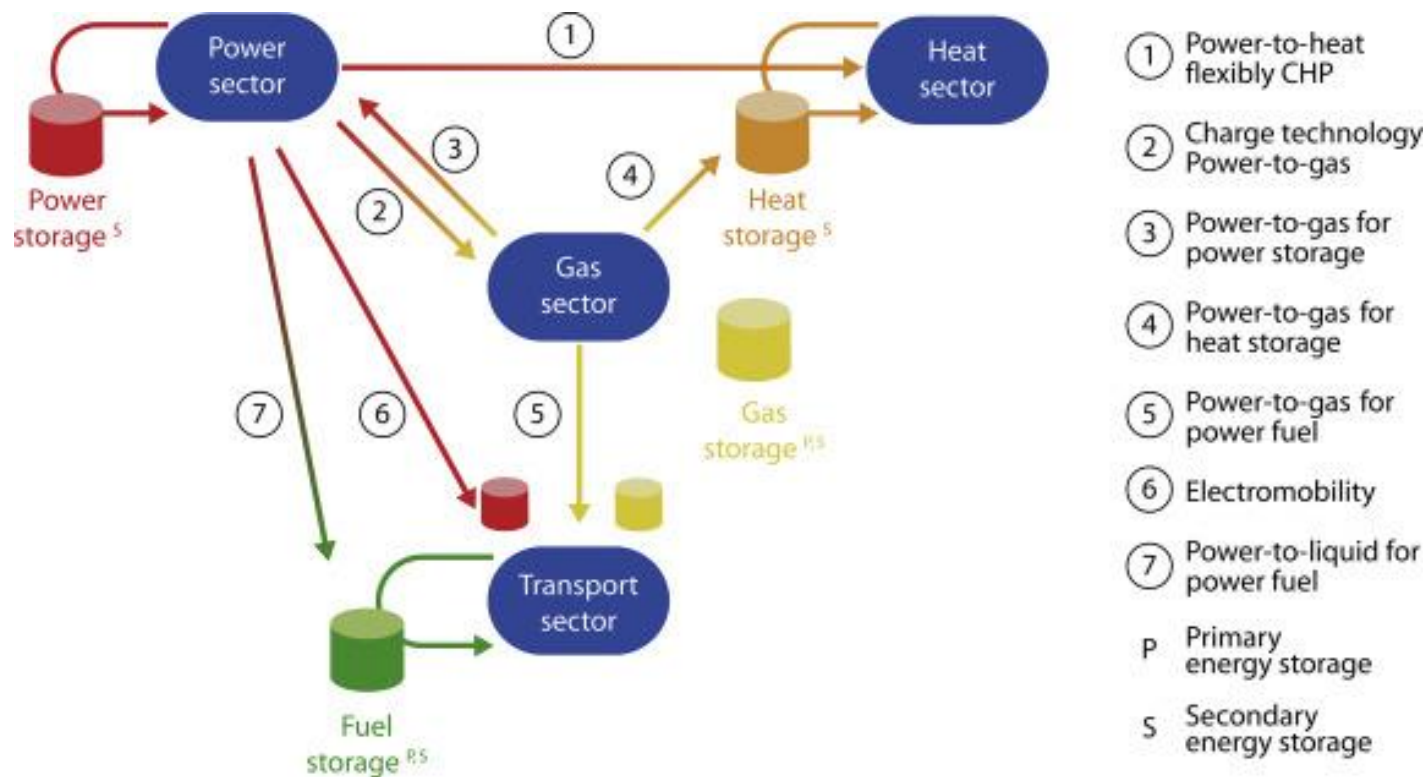 Power
sector
1
Heat
sector
Power
storage S
3
2
4
Heat
storage S
Gas
sector
7
6
5
Gas
storage P,S
Transport
sector
Fuel
storage P,S
1 Power-to-heat
flexibly CHP
2 Charge technology
Power-to-gas
3 Power-to-gas for
power storage
4 Power-to-gas for
heat storage
5 Power-to-gas for
power fuel
6 Electromobility
7 Power-to-liquid for
power fuel
P Primary
energy storage
S Secondary
energy storage